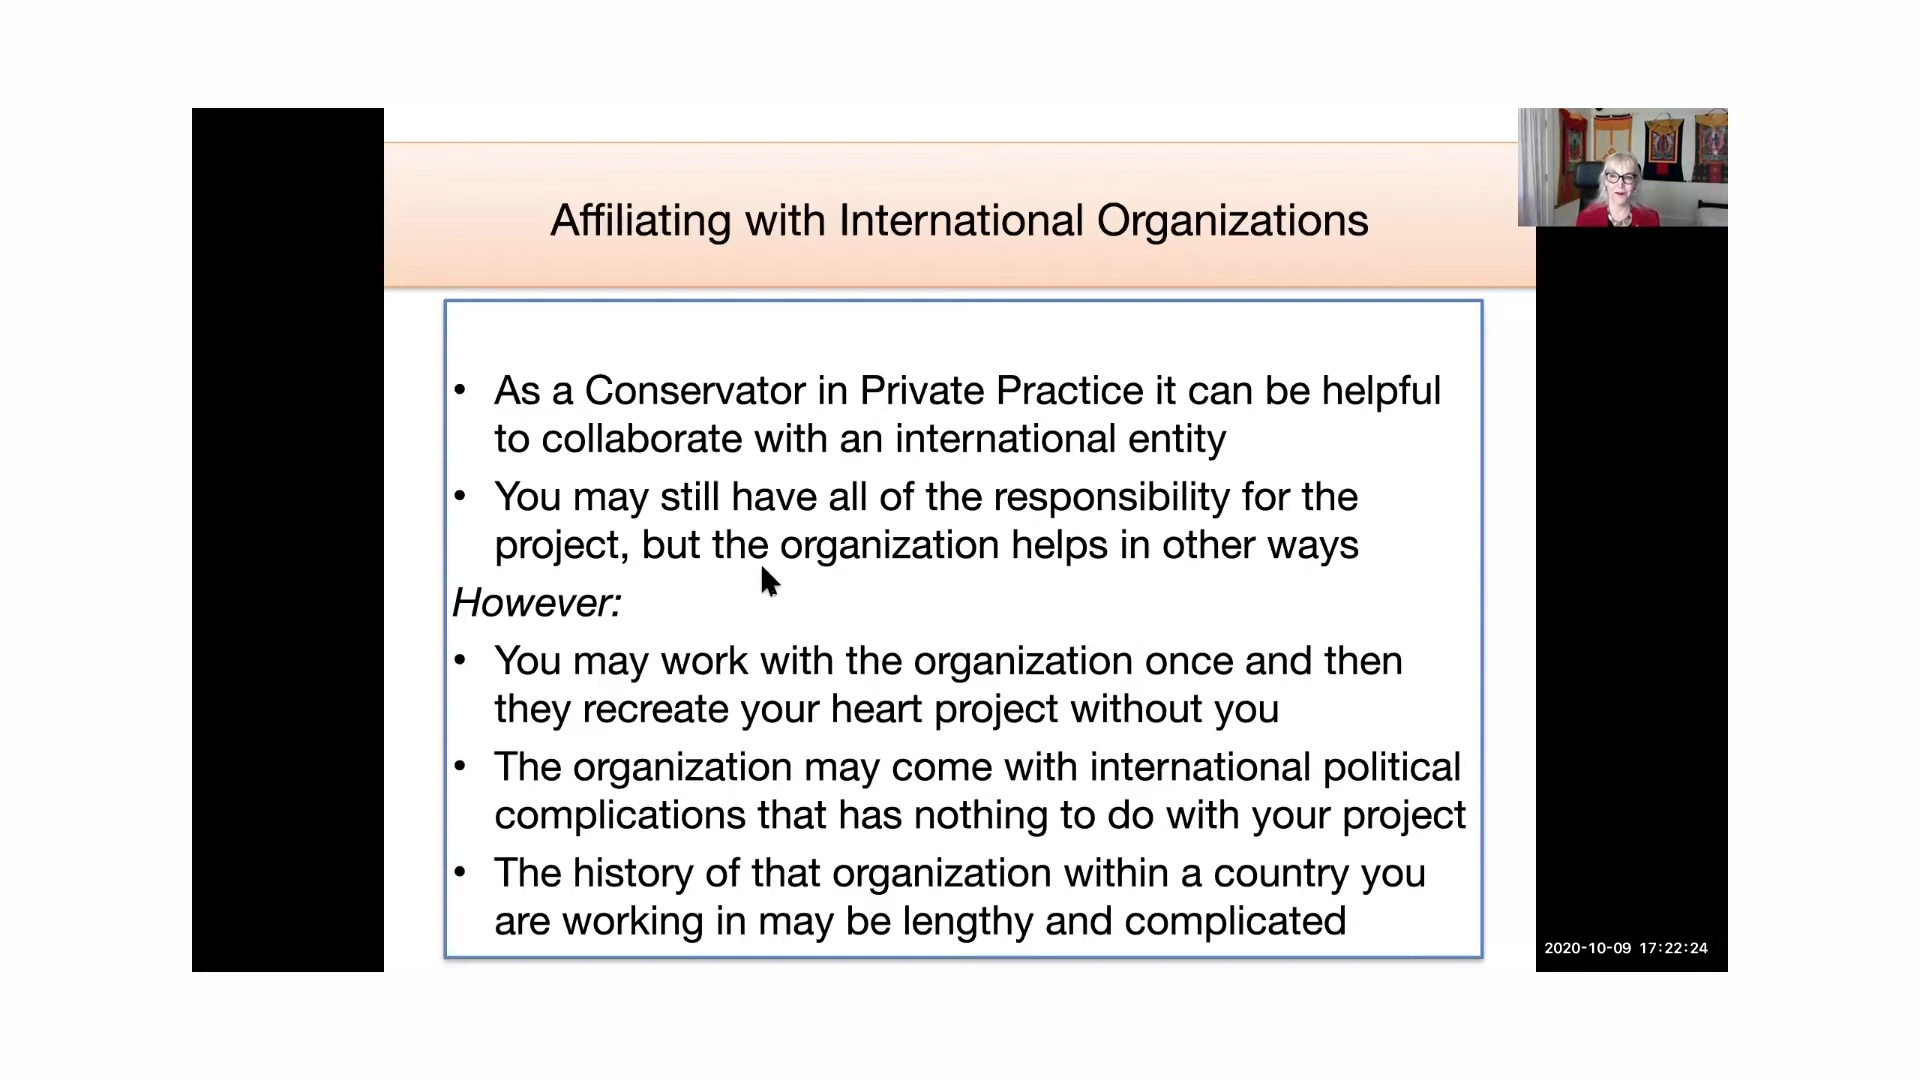 Affiliating with International Organizations
• As a Conservator in Private Practice it can be helpful
to collaborate with an international entity
• You may still have all of the responsibility for the
project, but the organization helps in other ways
However:
• You may work with the organization once and then
they recreate your heart project without you
• The organization may come with international political
complications that has nothing to do with your project
• The history of that organization within a country you
are working in may be lengthy and complicated
2020-10-09 17:22:24